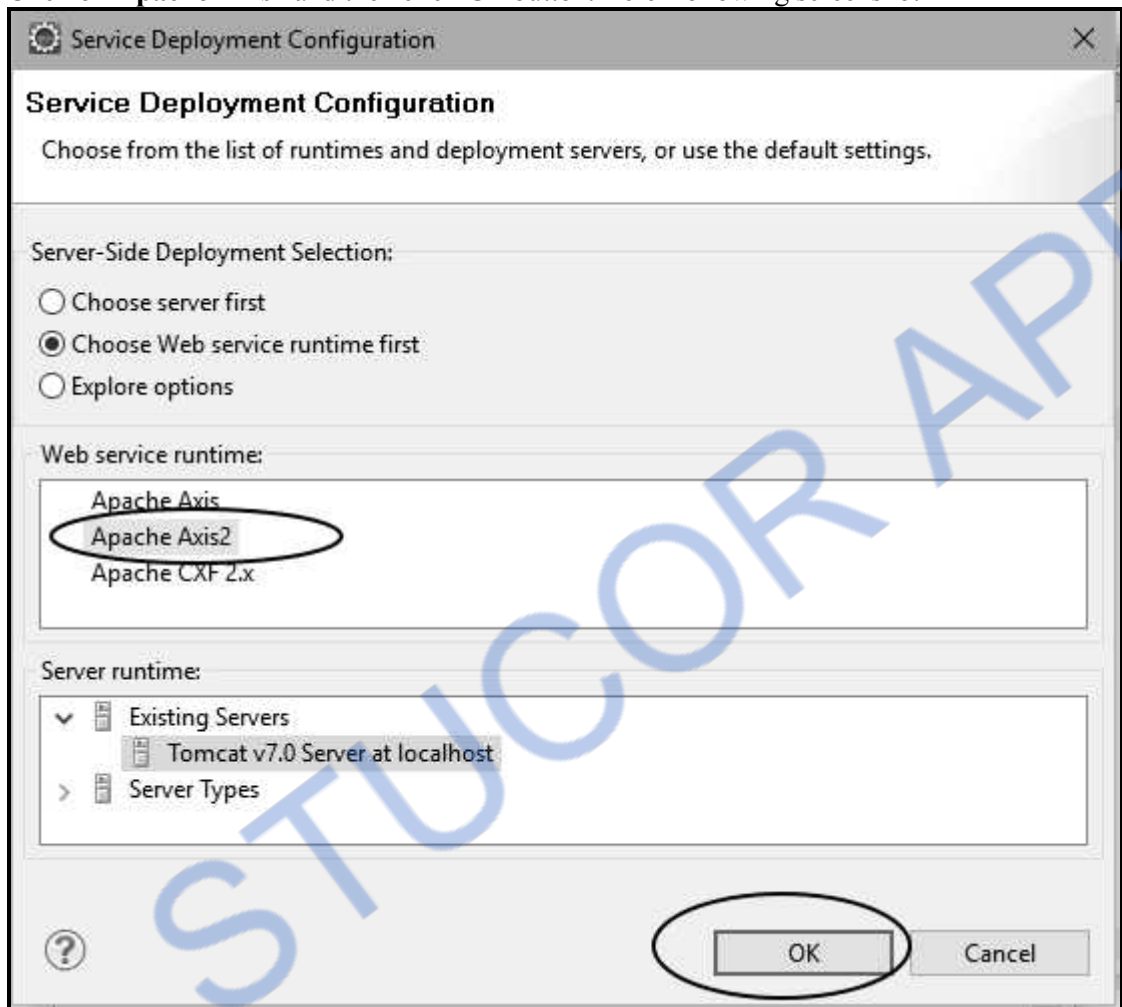 Service Deployment Configuration
Service Deployment Configuration
Choose from the list of runtimes and deployment servers, or use the default settings.
Server-Side Deployment Selection:
Choose server first
Choose Web service runtime first
Explore options
Web service runtime:
Apache Axis
Apache Axis2
Apache CXF 2.x
Server runtime:
Existing Servers
Tomcat v7.0 Server at localhost
Server Types
?
OK Cancel
STUCOR AP